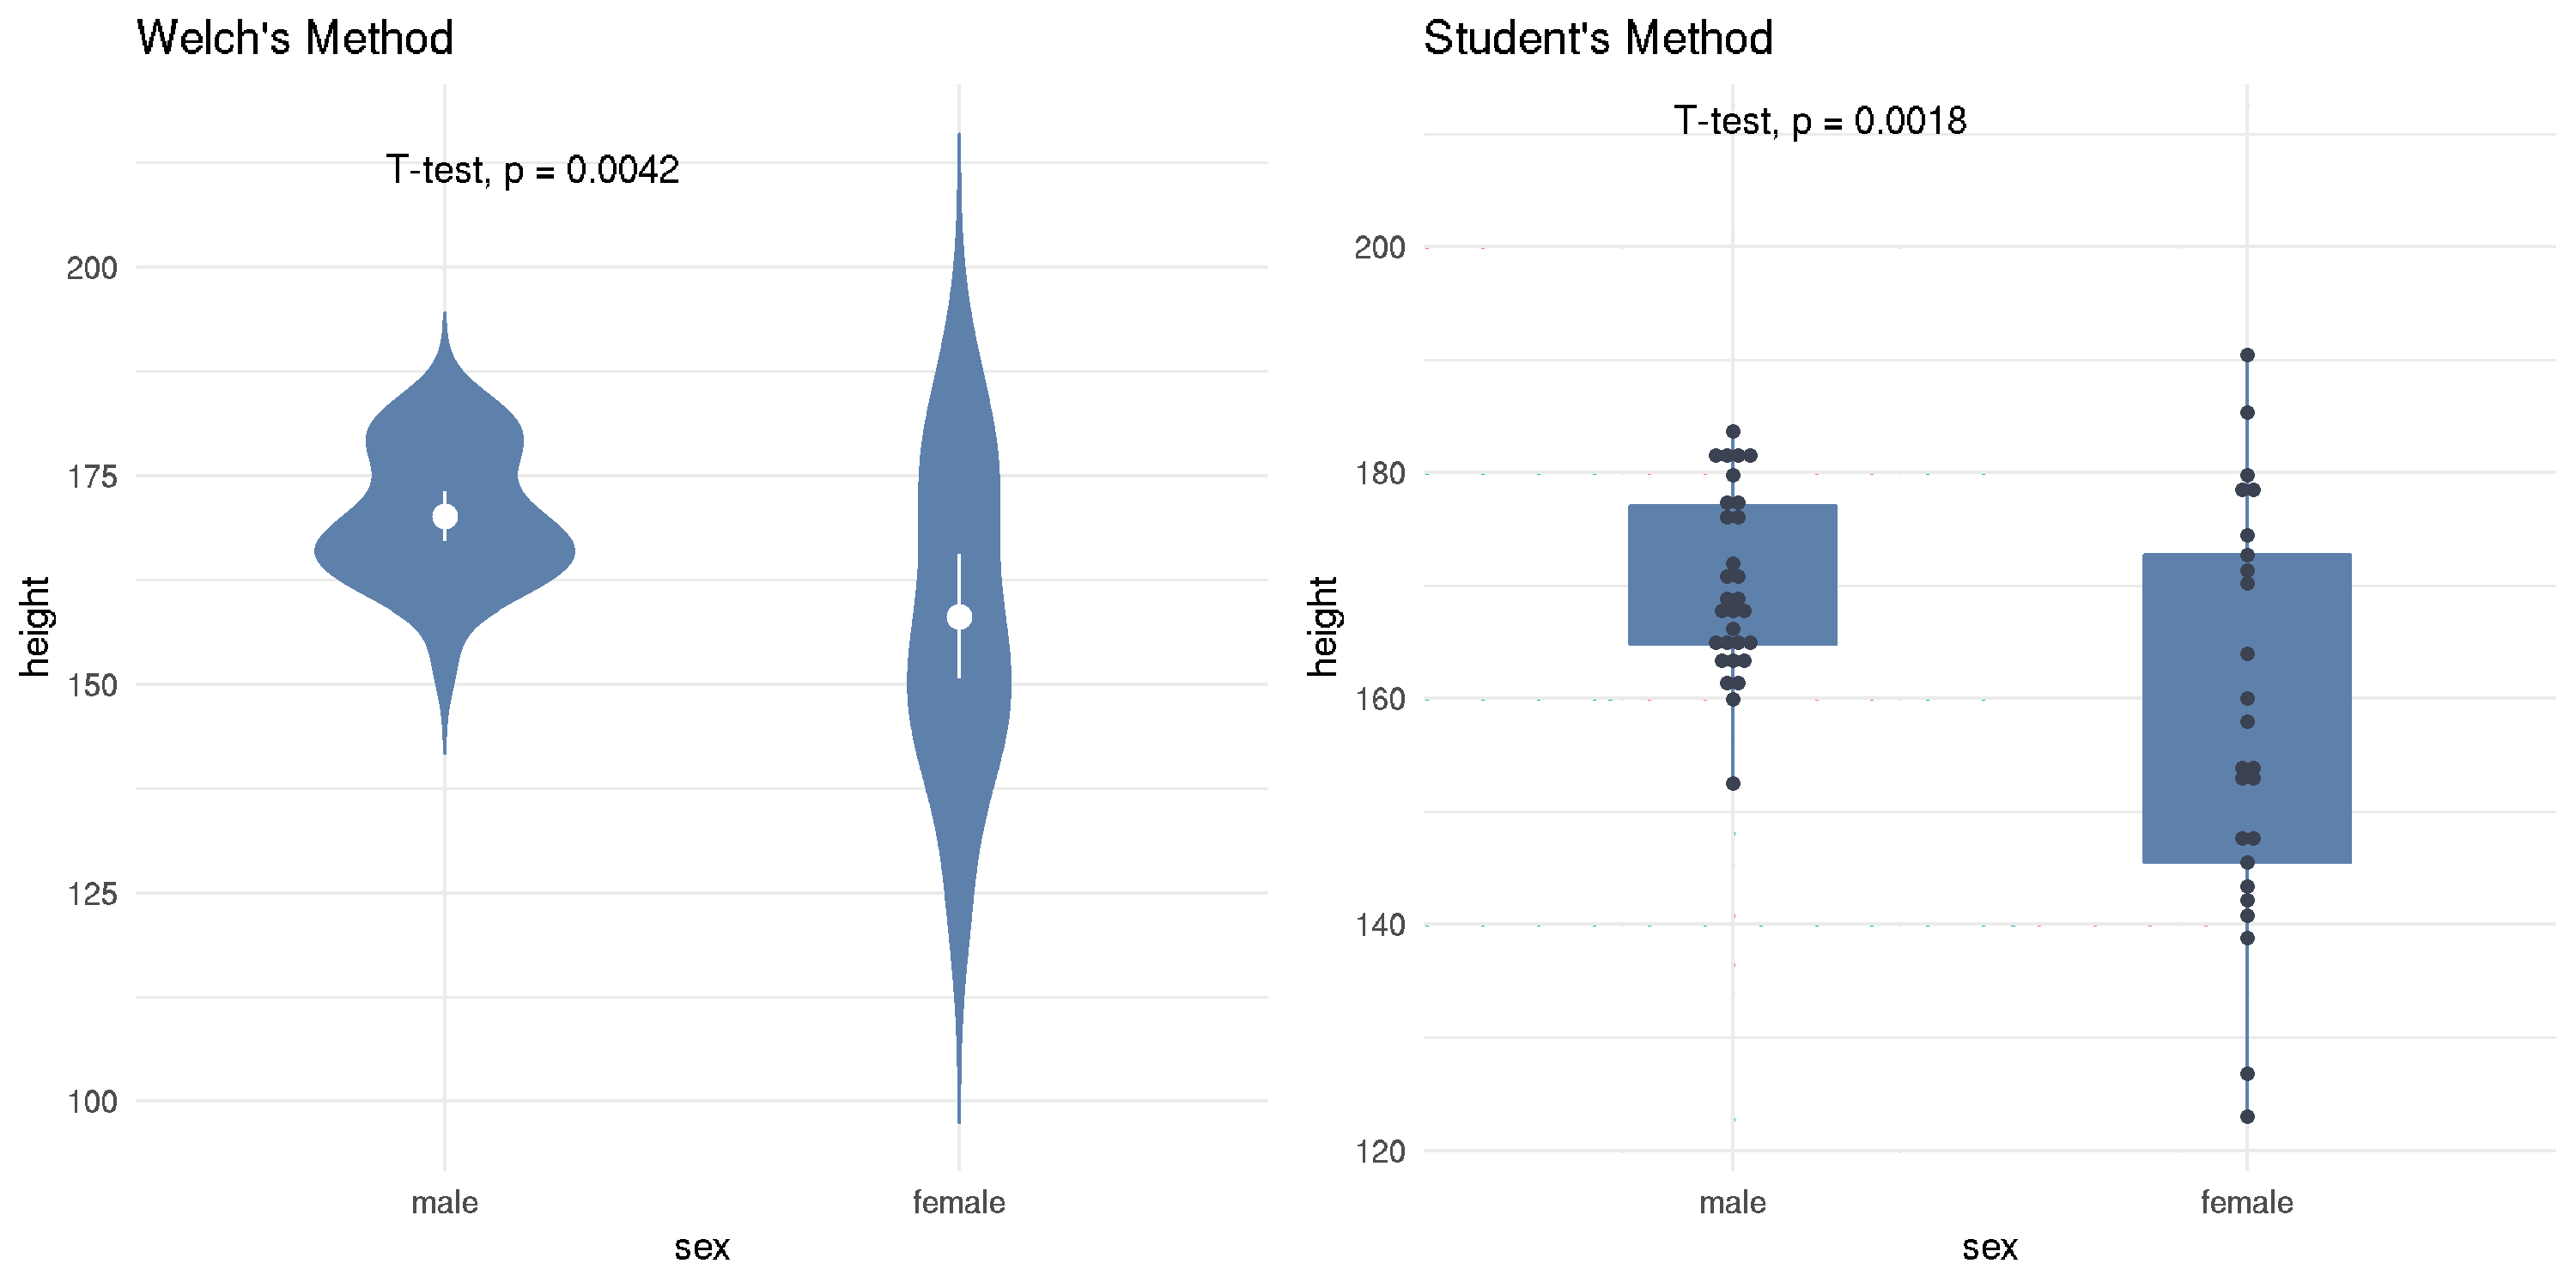 Welch's Method
T-test, p = 0.0042
200
175
150
125
100
height
male
female
sex
Student's Method
T-test, p = 0.0018
200
180
160
140
120
height
male
female
sex